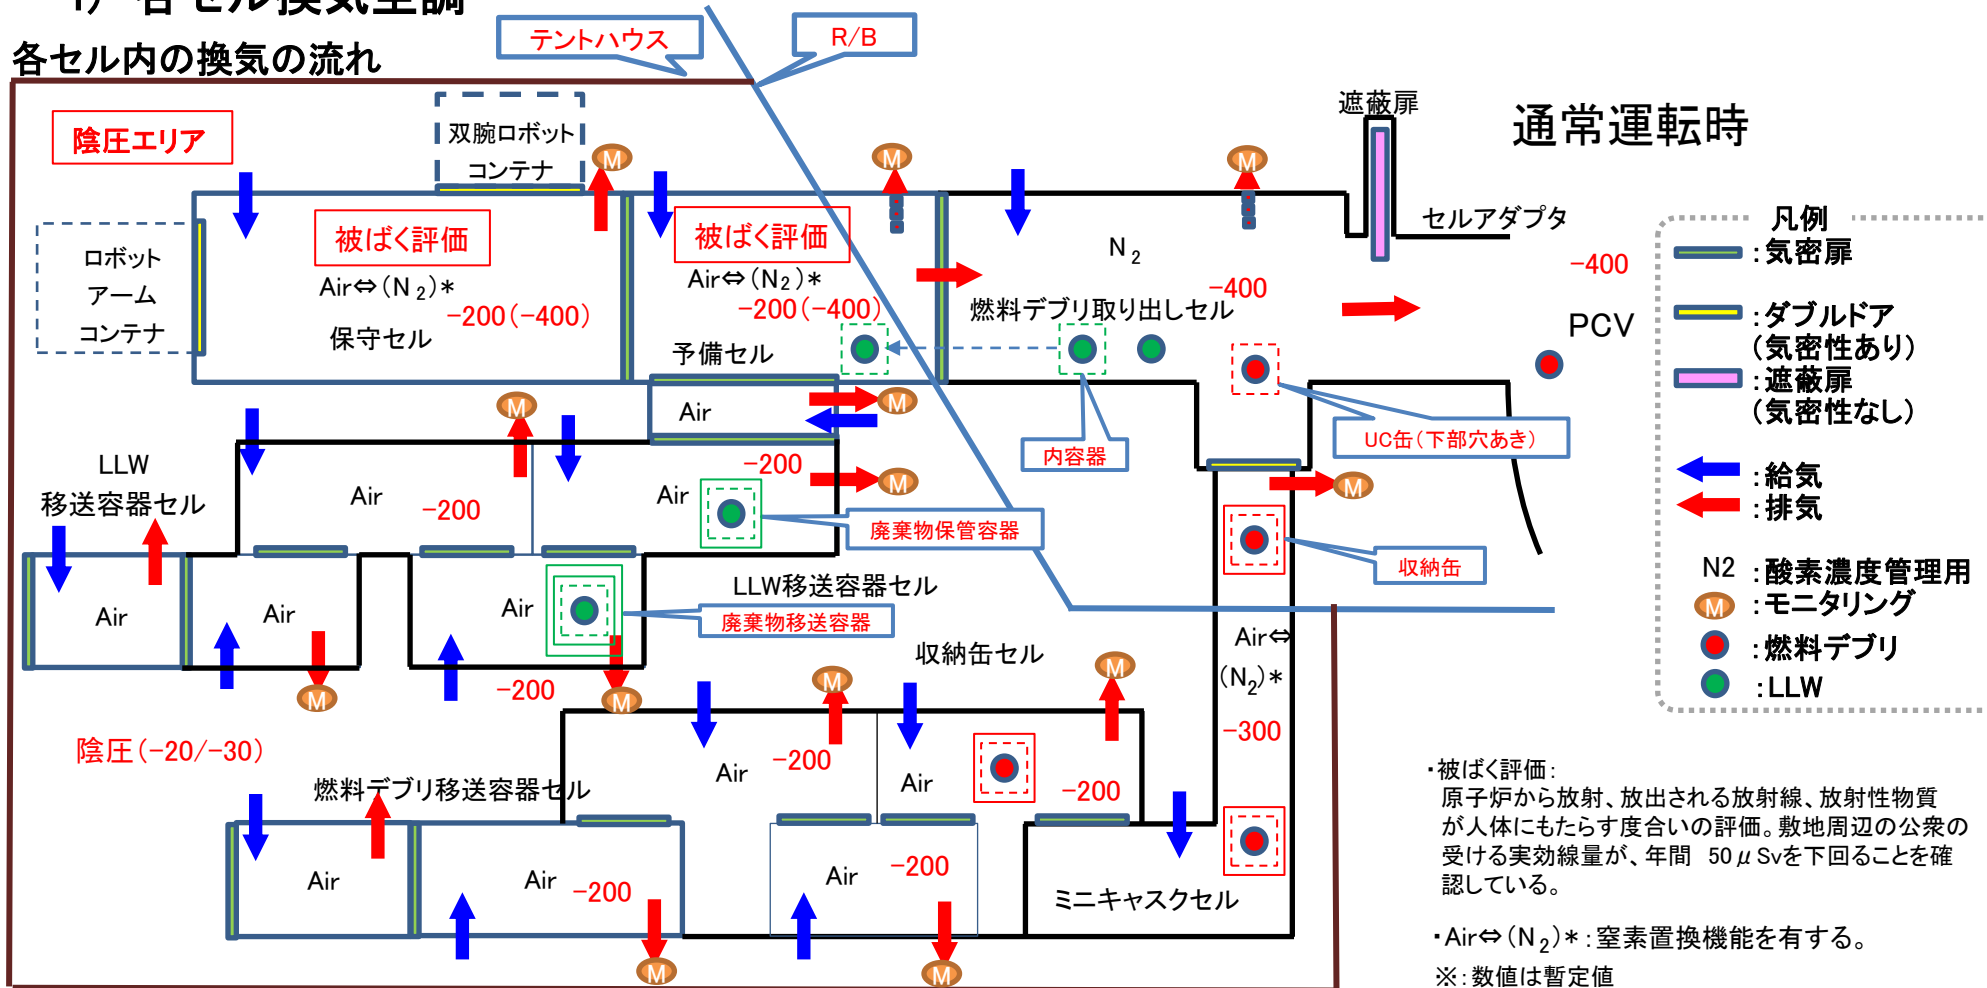 各セル換気空調
各セル内の換気の流れ
テントハウス
R/B
通常運転時
陰圧エリア
双腕ロボット
コンテナ
M
M
M
遮蔽扉
セルアダプタ
ロボット
アーム
コンテナ
被ばく評価
Air⇔(N2)*
-200(-400)
保守セル
被ばく評価
Air⇔(N2)*
-200(-400)
予備セル
N2
-400
燃料デブリ取り出しセル
-400
PCV
凡例
:気密扉
:ダブルドア
(気密性あり)
:遮蔽扉
(気密性なし)
:給気
:排気
N2 :酸素濃度管理用
M :モニタリング
:燃料デブリ
:LLW
Air
M
M
内容器
UC缶(下部穴あき)
LLW
移送容器セル
Air
-200
Air
-200
M
M
廃棄物保管容器
収納缶
Air
Air
Air
LLW移送容器セル
廃棄物移送容器
-200
M
M
収納缶セル
Air⇔
(N2)*
-300
陰圧(-20/-30)
M
M
Air
-200
Air
-200
燃料デブリ移送容器セル
Air
Air
-200
Air
-200
ミニキャスクセル
M
M
・被ばく評価:
原子炉から放射、放出される放射線、放射性物質
が人体にもたらす度合いの評価。敷地周辺の公衆の
受ける実効線量が、年間 50μSvを下回ることを確
認している。
・Air⇔(N2)*:窒素置換機能を有する。
※:数値は暫定値